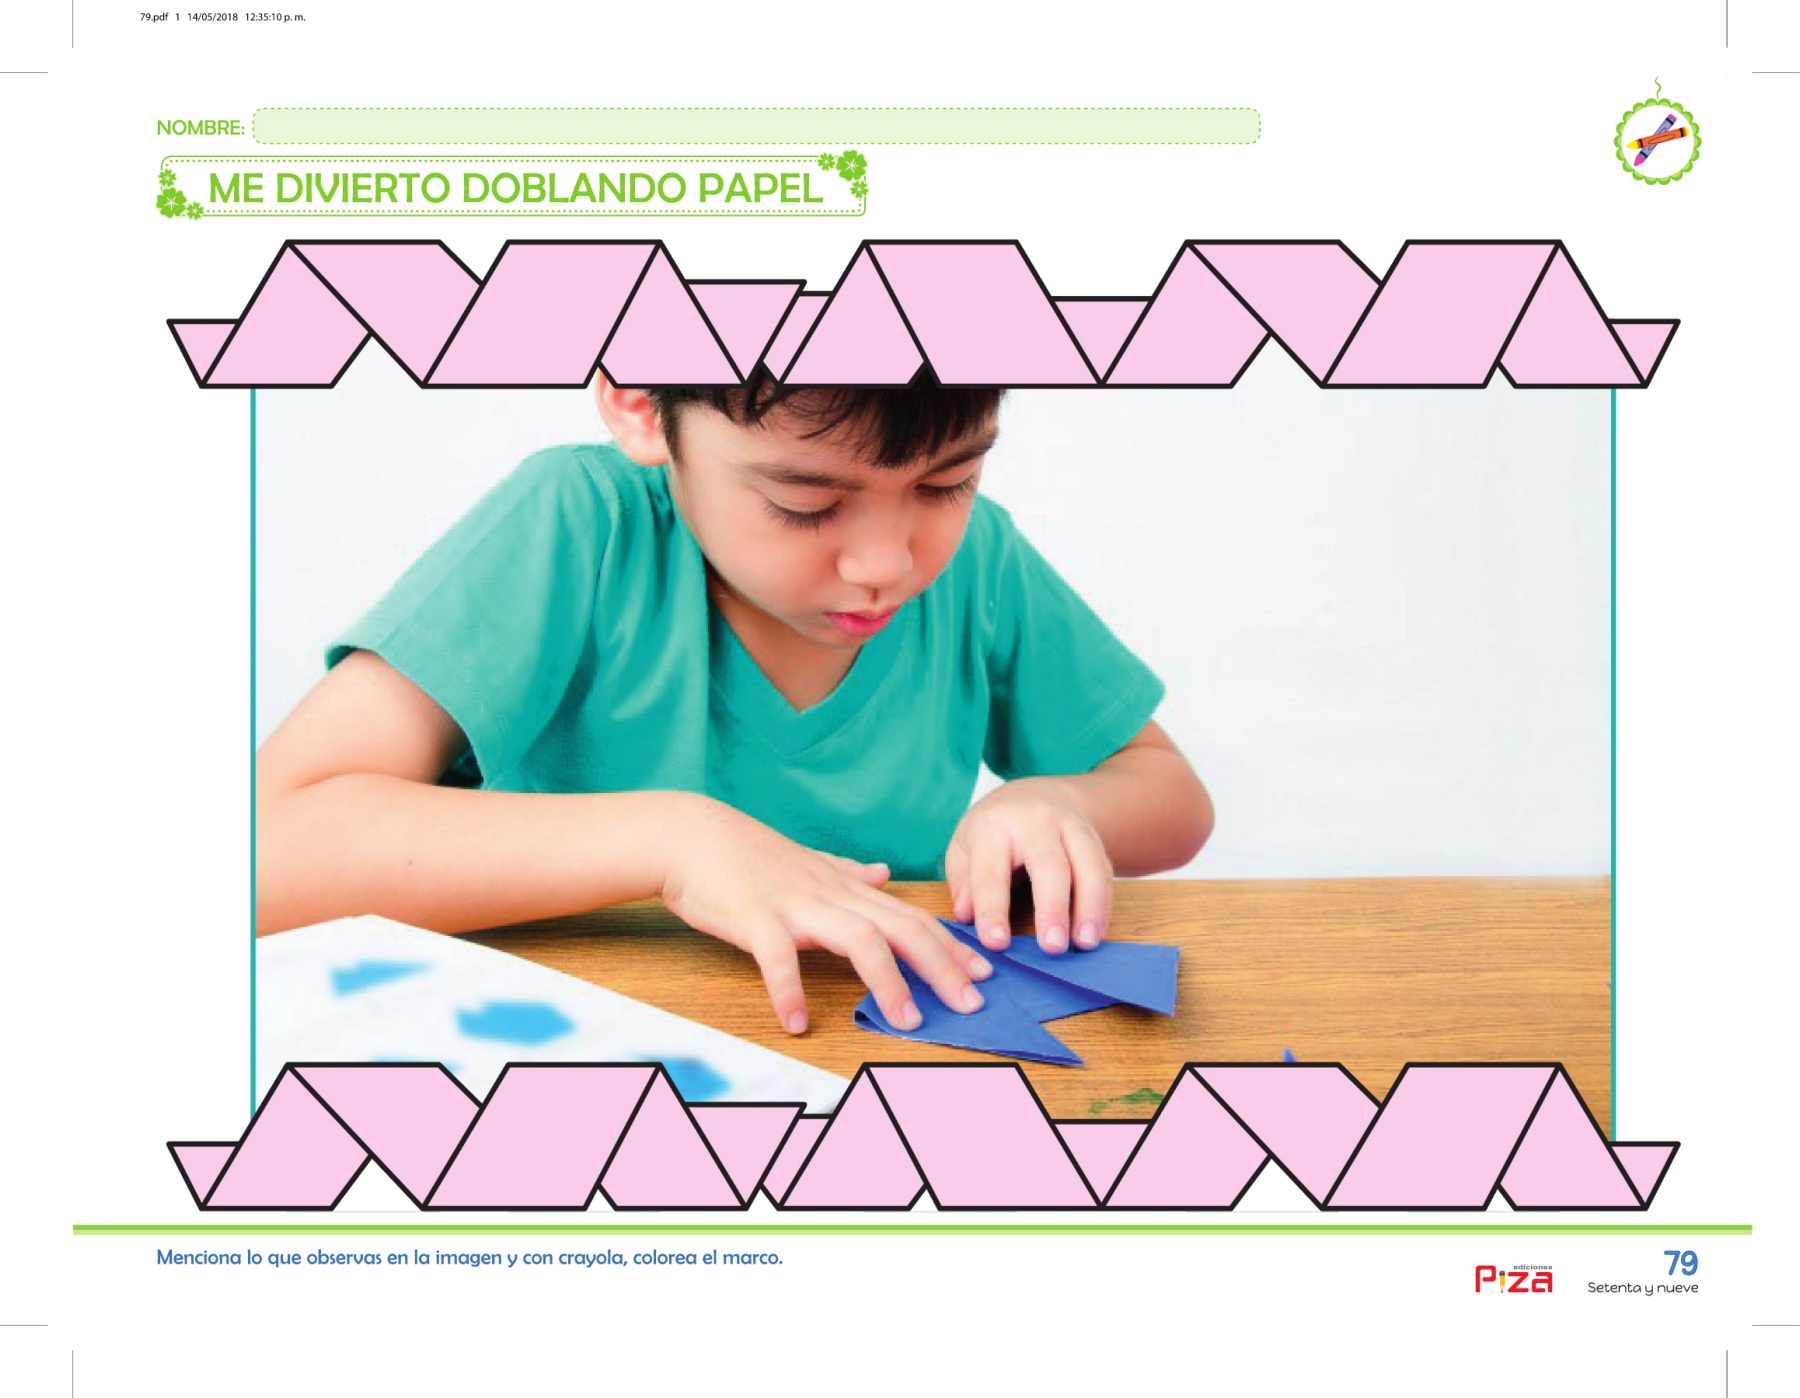 79.pdf 1 14/05/2018 12:35:10 p. m.
NOMBRE:
ME DIVIERTO DOBLANDO PAPEL
Menciona lo que observas en la imagen y con crayola, colorea el marco.
ediciones
Piza
79
Setenta y nueve